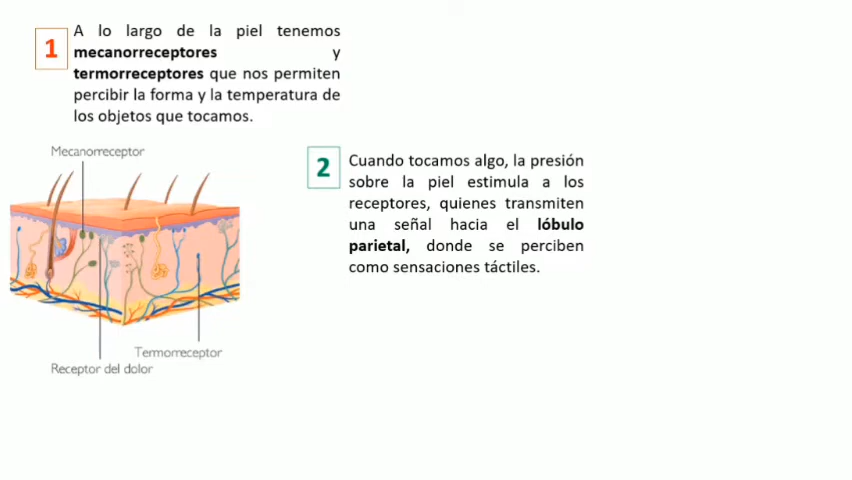 1
A lo largo de la piel tenemos
mecanorreceptores y
termorreceptores que nos permiten
percibir la forma y la temperatura de
los objetos que tocamos.
Mecanorreceptor
Termorreceptor
Receptor del dolor
2
Cuando tocamos algo, la presión
sobre la piel estimula a los
receptores, quienes transmiten
una señal hacia el lóbulo
parietal, donde se perciben
como sensaciones táctiles.